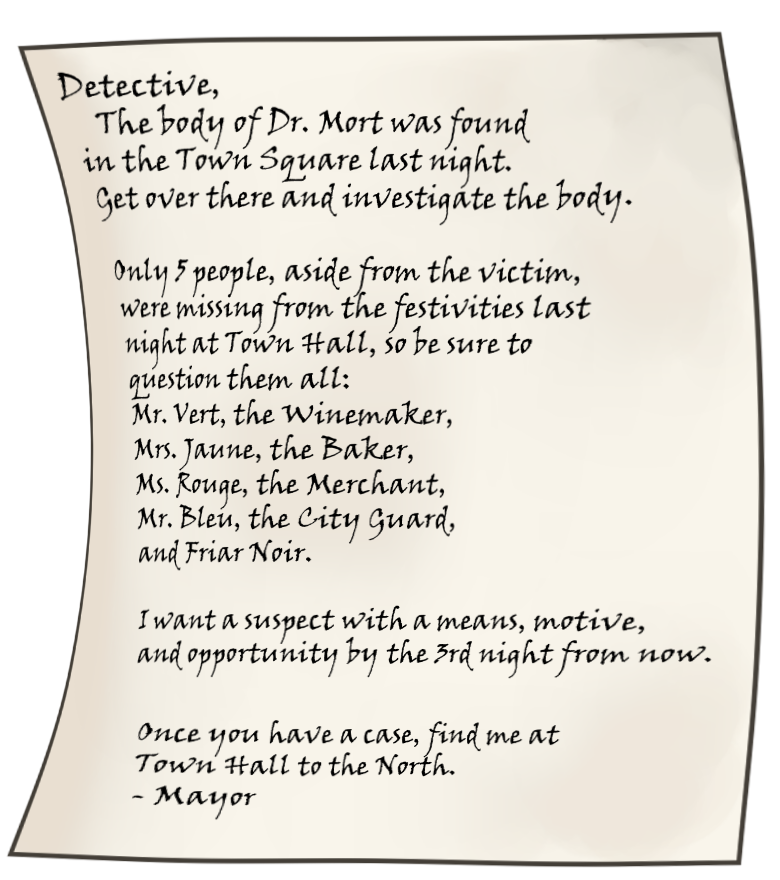 Detective,
The body of Dr. Mort was found
in the Town Square last night.
Get over there and investigate the body.
Only 5 people, aside from the victim,
were missing from the festivities last
night at Town Hall, so be sure to
question them all:
Mr. Vert, the Winemaker,
Mrs. Jaune, the Baker,
Ms. Rouge, the Merchant,
Mr. Bleu, the City Guard,
and Friar Noir.
I want a suspect with a means, motive,
and opportunity by the 3rd night from now.
Once you have a case, find me at
Town Hall to the North.
- Mayor